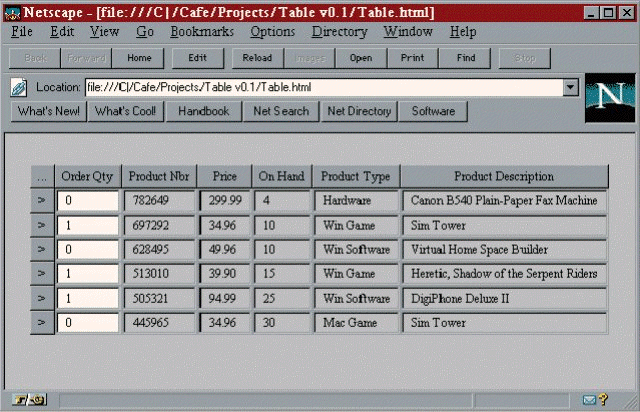 Netscape - [file:///C|/Cafe/Projects/Table v0.1/Table.html]
File Edit View Go Bookmarks Options Directory Window Help
Back Forward Home Edit Reload Images Open Print Find Stop
Location: file:///C|/Cafe/Projects/Table v0.1/Table.html
N
What's New! What's Cool! Handbook Net Search Net Directory Software
... Order Qty Product Nbr Price On Hand Product Type Product Description
> 0 782649 299.99 4 Hardware Canon B540 Plain-Paper Fax Machine
> 1 697292 34.96 10 Win Game Sim Tower
> 0 628495 49.96 10 Win Software Virtual Home Space Builder
> 1 513010 39.90 15 Win Game Heretic, Shadow of the Serpent Riders
> 1 505321 94.99 25 Win Software DigiPhone Deluxe II
> 0 445965 34.96 30 Mac Game Sim Tower
?